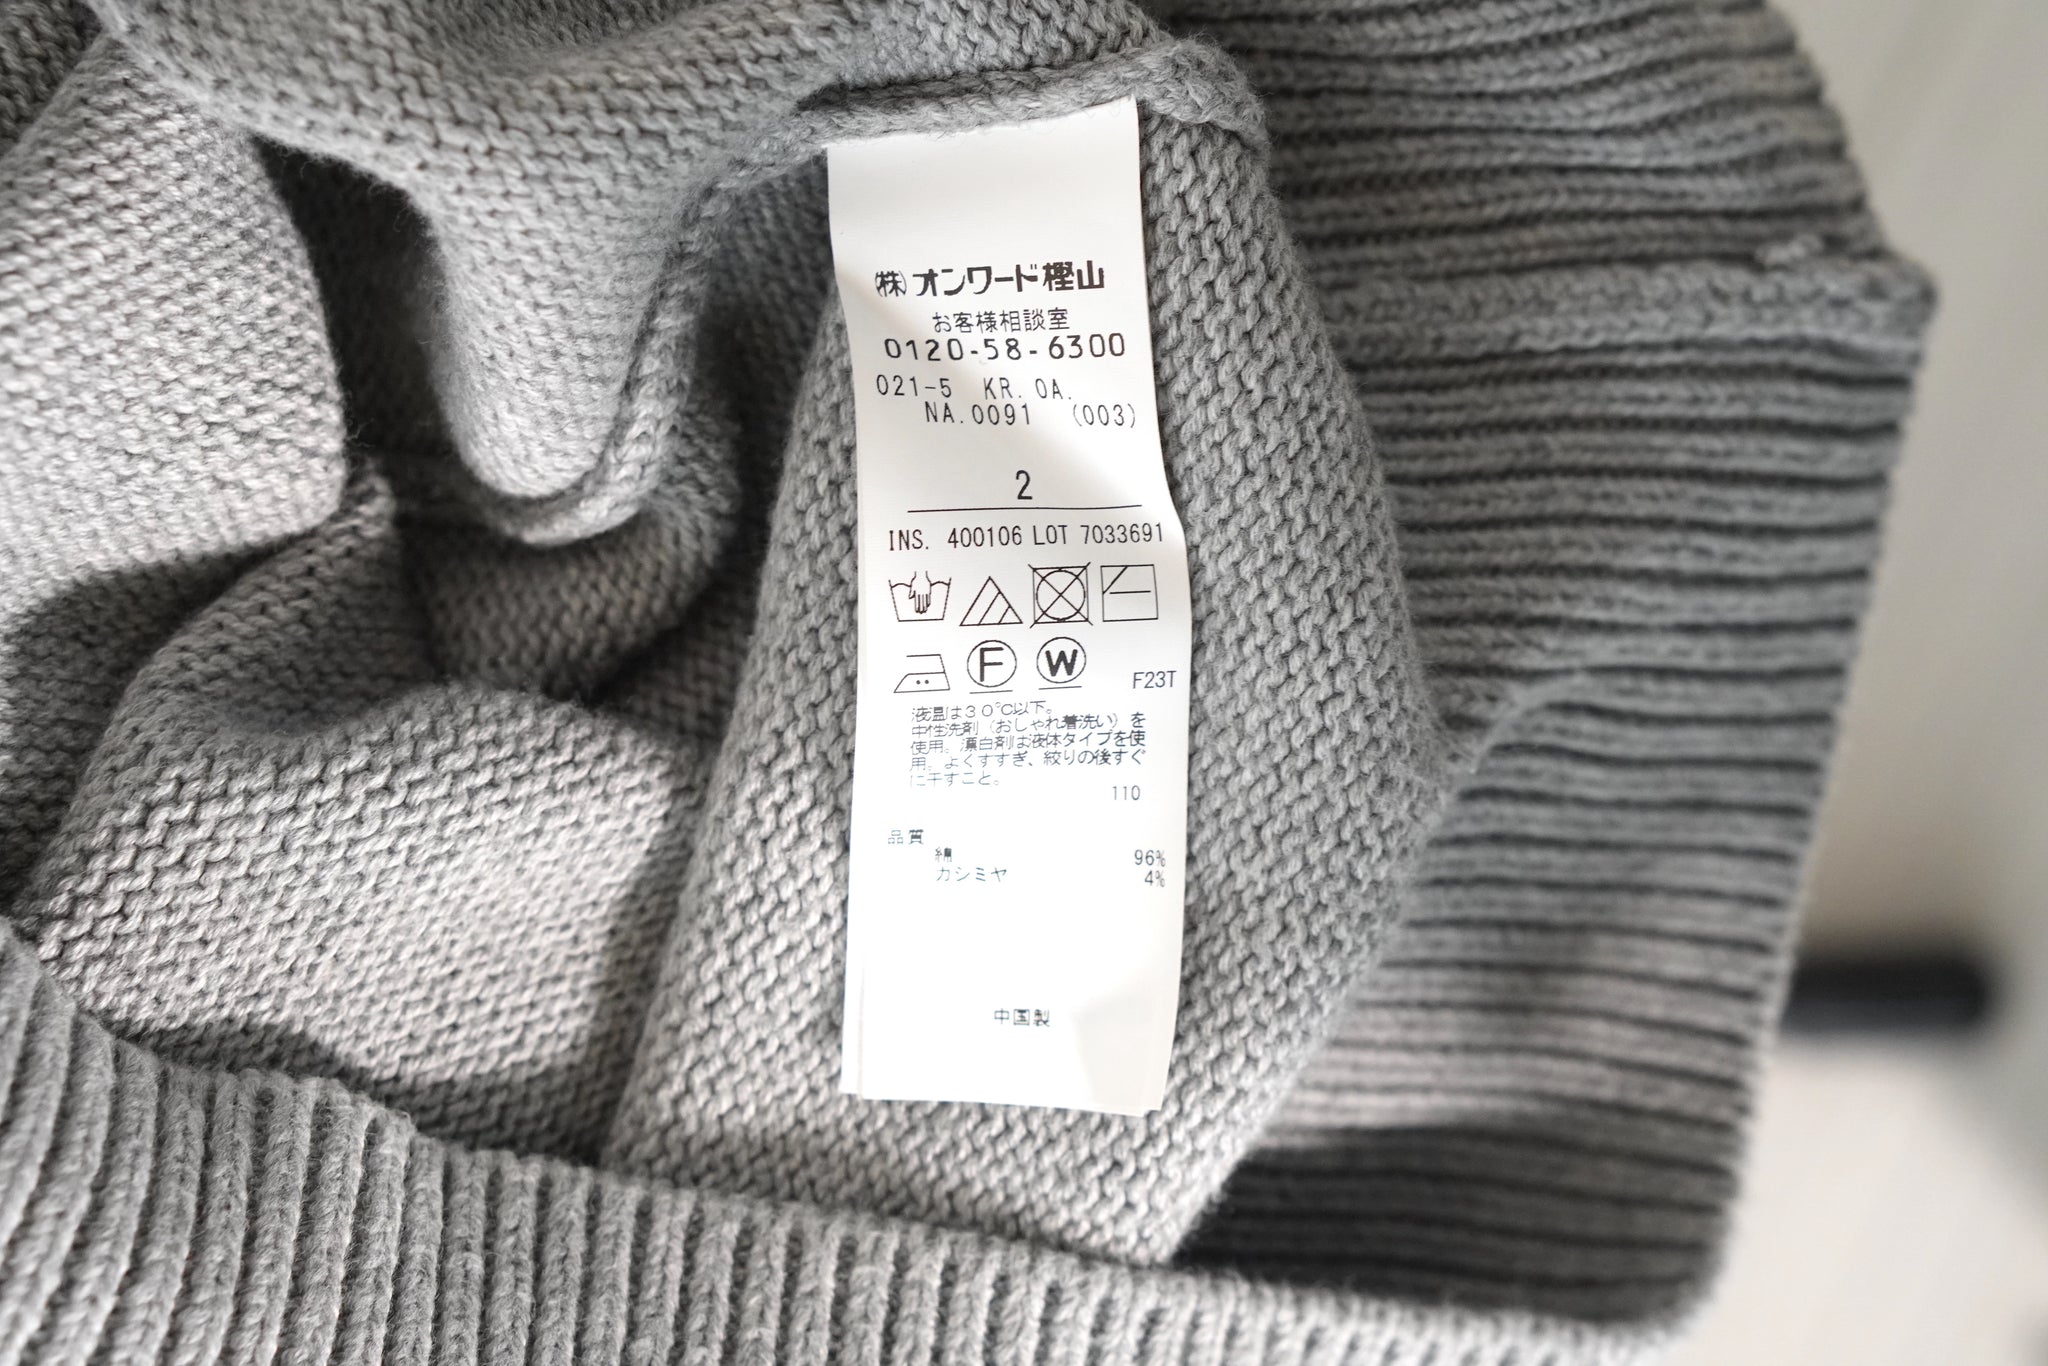 ㈱オンワード樫山
お客様相談室
0120-58-6300
021-5 KR. OA.
NA.0091 (003)
2
INS. 400106 LOT 7033691
F W
F23T
液温は30℃以下。
中性洗剤（おしゃれ着洗い）を
使用。漂白剤は液体タイプを使
用。よくすすぎ、絞りの後すぐ
に干すこと。
110
品質
綿 96%
カシミヤ 4%
中国製